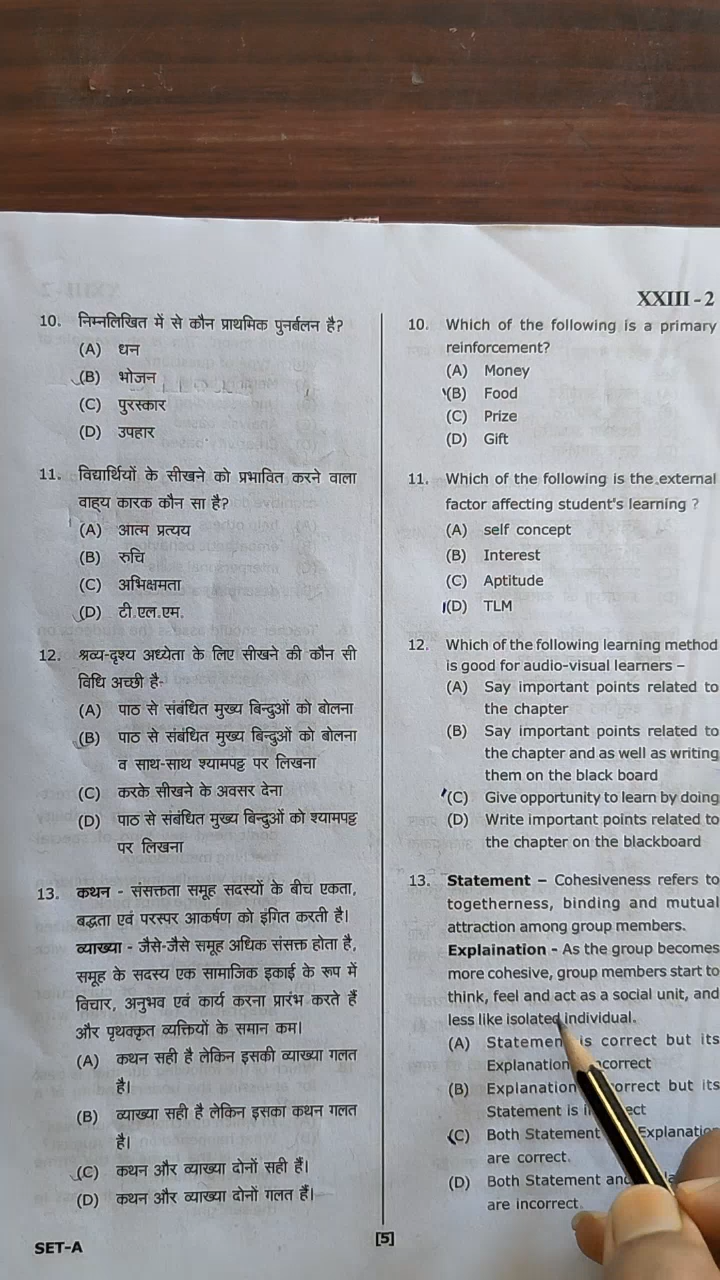 XXIII - 2
10. निम्नलिखित में से कौन प्राथमिक पुनर्बलन है?
(A) धन
(B) भोजन
(C) पुरस्कार
(D) उपहार
11. विद्यार्थियों के सीखने को प्रभावित करने वाला
वाह्य कारक कौन सा है?
(A) आत्म प्रत्यय
(B) रुचि
(C) अभिक्षमता
(D) टी.एल.एम.
12. श्रव्य-दृश्य अध्येता के लिए सीखने की कौन सी
विधि अच्छी है-
(A) पाठ से संबंधित मुख्य बिन्दुओं को बोलना
(B) पाठ से संबंधित मुख्य बिन्दुओं को बोलना
व साथ-साथ श्यामपट्ट पर लिखना
(C) करके सीखने के अवसर देना
(D) पाठ से संबंधित मुख्य बिन्दुओं को श्यामपट्ट
पर लिखना
13. कथन - संसक्तता समूह सदस्यों के बीच एकता,
बद्धता एवं परस्पर आकर्षण को इंगित करती है।
व्याख्या - जैसे-जैसे समूह अधिक संसक्त होता है,
समूह के सदस्य एक सामाजिक इकाई के रूप में
विचार, अनुभव एवं कार्य करना प्रारंभ करते हैं
और पृथक्कृत व्यक्तियों के समान कम।
(A) कथन सही है लेकिन इसकी व्याख्या गलत
है।
(B) व्याख्या सही है लेकिन इसका कथन गलत
है।
(C) कथन और व्याख्या दोनों सही हैं।
(D) कथन और व्याख्या दोनों गलत हैं।
10. Which of the following is a primary
reinforcement?
(A) Money
(B) Food
(C) Prize
(D) Gift
11. Which of the following is the external
factor affecting student's learning ?
(A) self concept
(B) Interest
(C) Aptitude
(D) TLM
12. Which of the following learning method
is good for audio-visual learners –
(A) Say important points related to
the chapter
(B) Say important points related to
the chapter and as well as writing
them on the black board
(C) Give opportunity to learn by doing
(D) Write important points related to
the chapter on the blackboard
13. Statement – Cohesiveness refers to
togetherness, binding and mutual
attraction among group members.
Explaination - As the group becomes
more cohesive, group members start to
think, feel and act as a social unit, and
less like isolated individual.
(A) Statement is correct but its
Explanation
(B) Explanation correct but its
Statement is
(C) Both Statement Explanation
are correct.
(D) Both Statement and
are incorrect.
SET-A
[5]